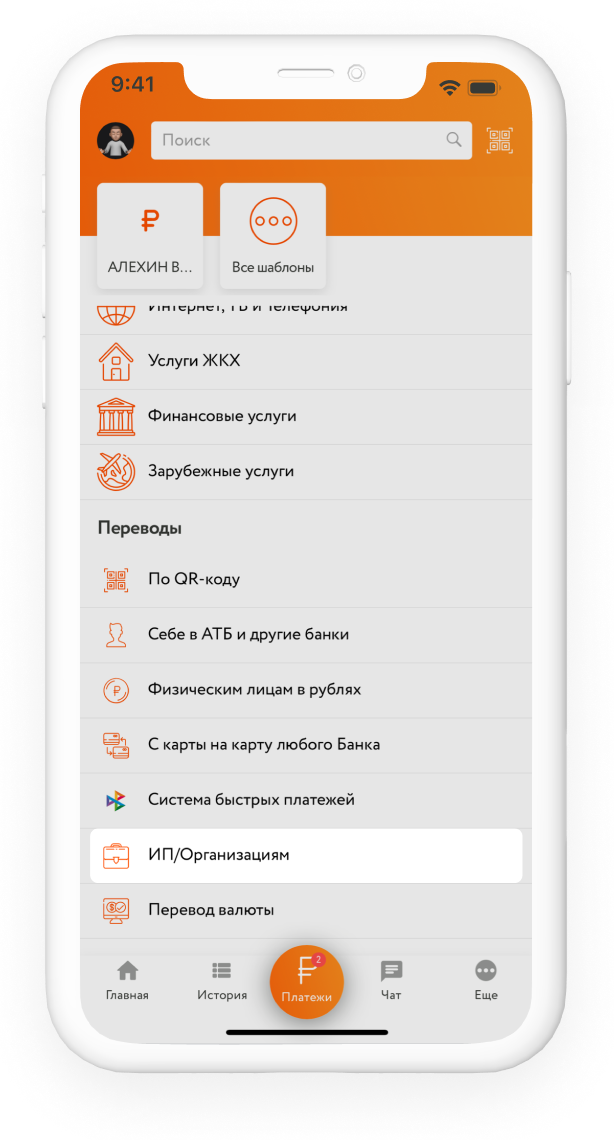 9:41
Поиск
АЛЕХИН В...
Все шаблоны
Интернет, ТВ и телефония
Услуги ЖКХ
Финансовые услуги
Зарубежные услуги
Переводы
По QR-коду
Себе в АТБ и другие банки
Физическим лицам в рублях
С карты на карту любого Банка
Система быстрых платежей
ИП/Организациям
Перевод валюты
2
Главная
История
Платежи
Чат
Еще